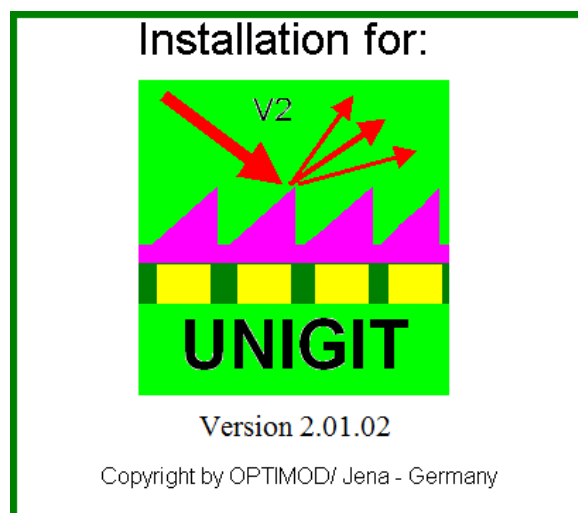 Installation for:
V2
UNIGIT
Version 2.01.02
Copyright by OPTIMOD/ Jena - Germany